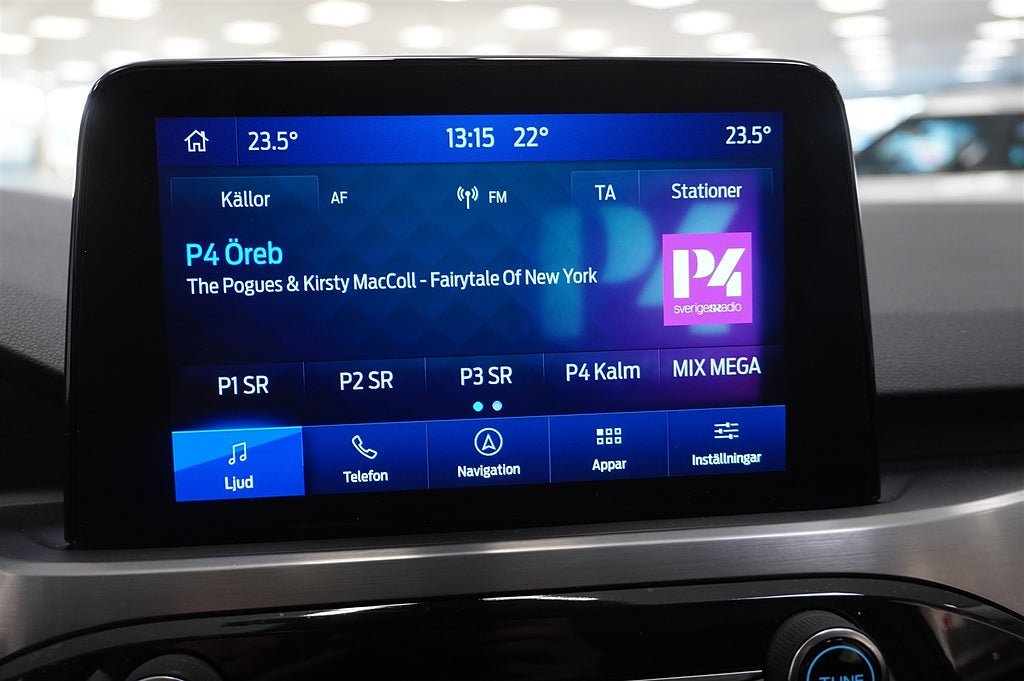 23.5° 13:15 22° 23.5°
Källor AF FM TA Stationer
P4 Öreb
The Pogues & Kirsty MacColl - Fairytale Of New York
P4
sverigesradio
P1 SR P2 SR P3 SR P4 Kalm MIX MEGA
Ljud Telefon Navigation Appar Inställningar
TUNE